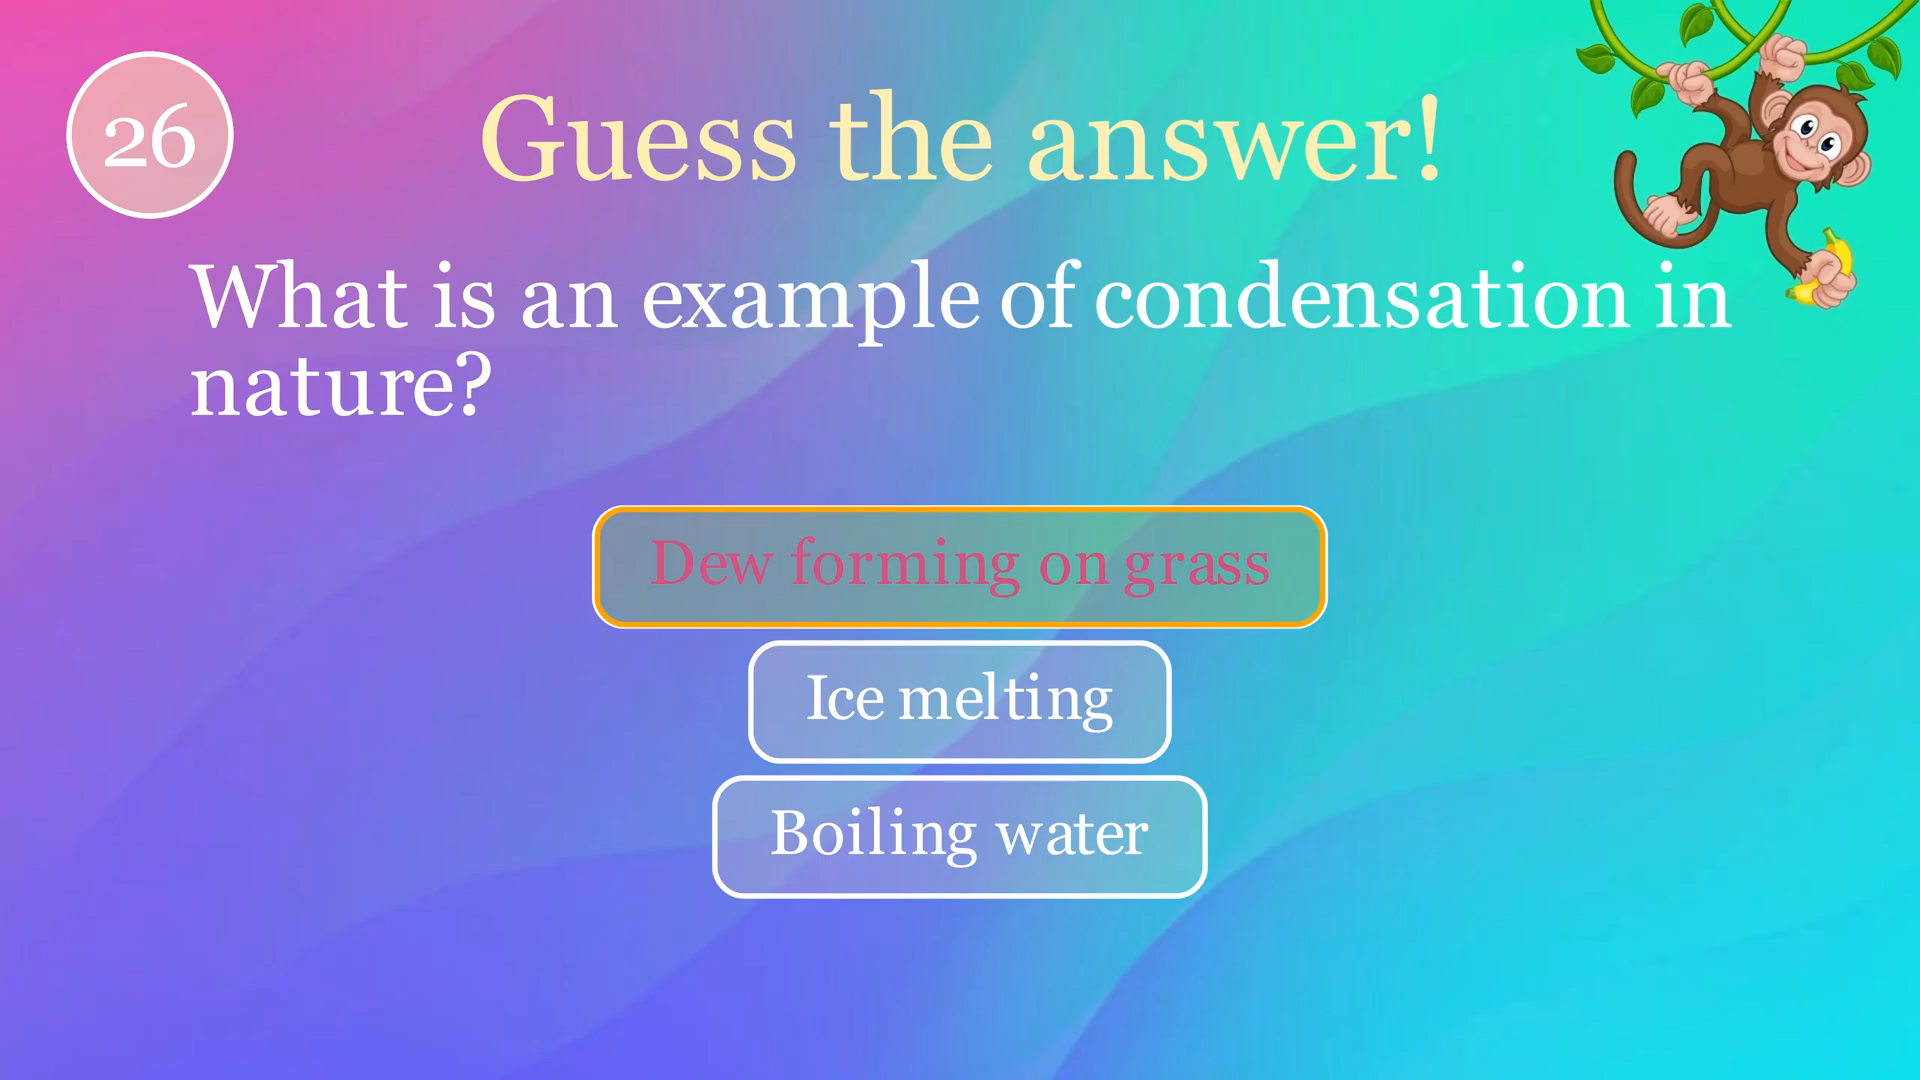 26
Guess the answer!
What is an example of condensation in
nature?
Dew forming on grass
Ice melting
Boiling water